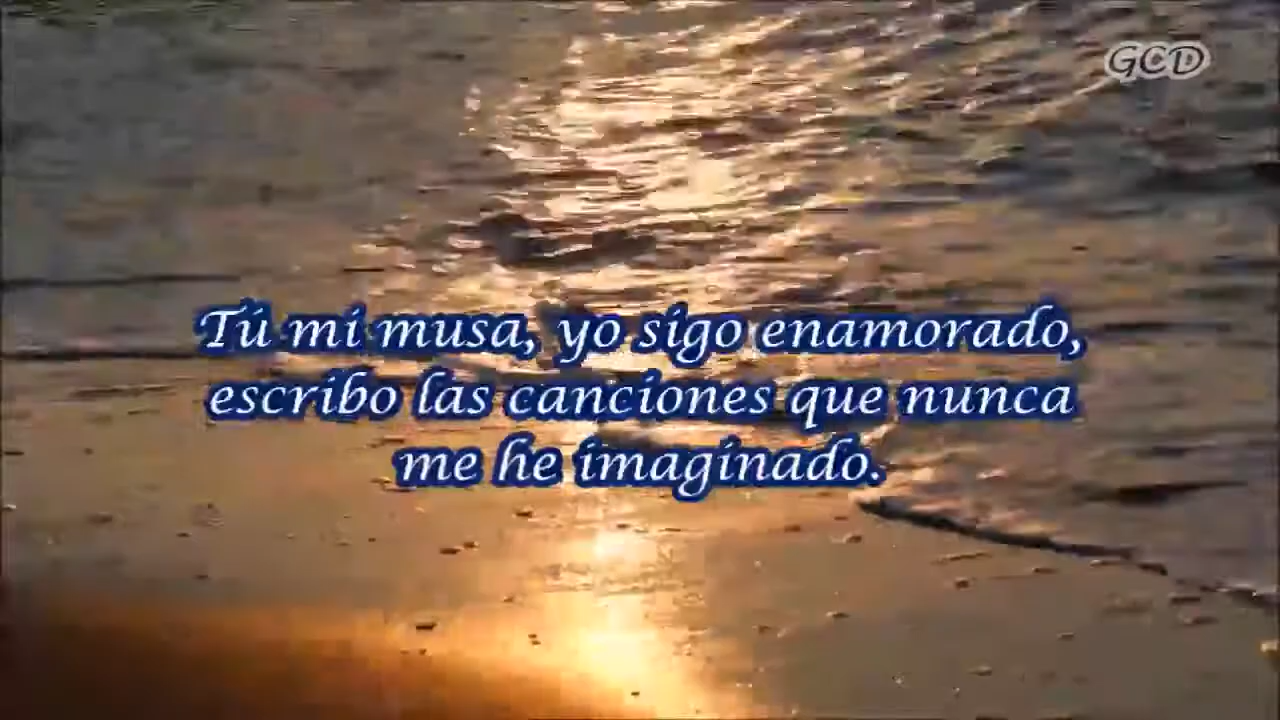 GCD
Tú mi musa, yo sigo enamorado,
escribo las canciones que nunca
me he imaginado.